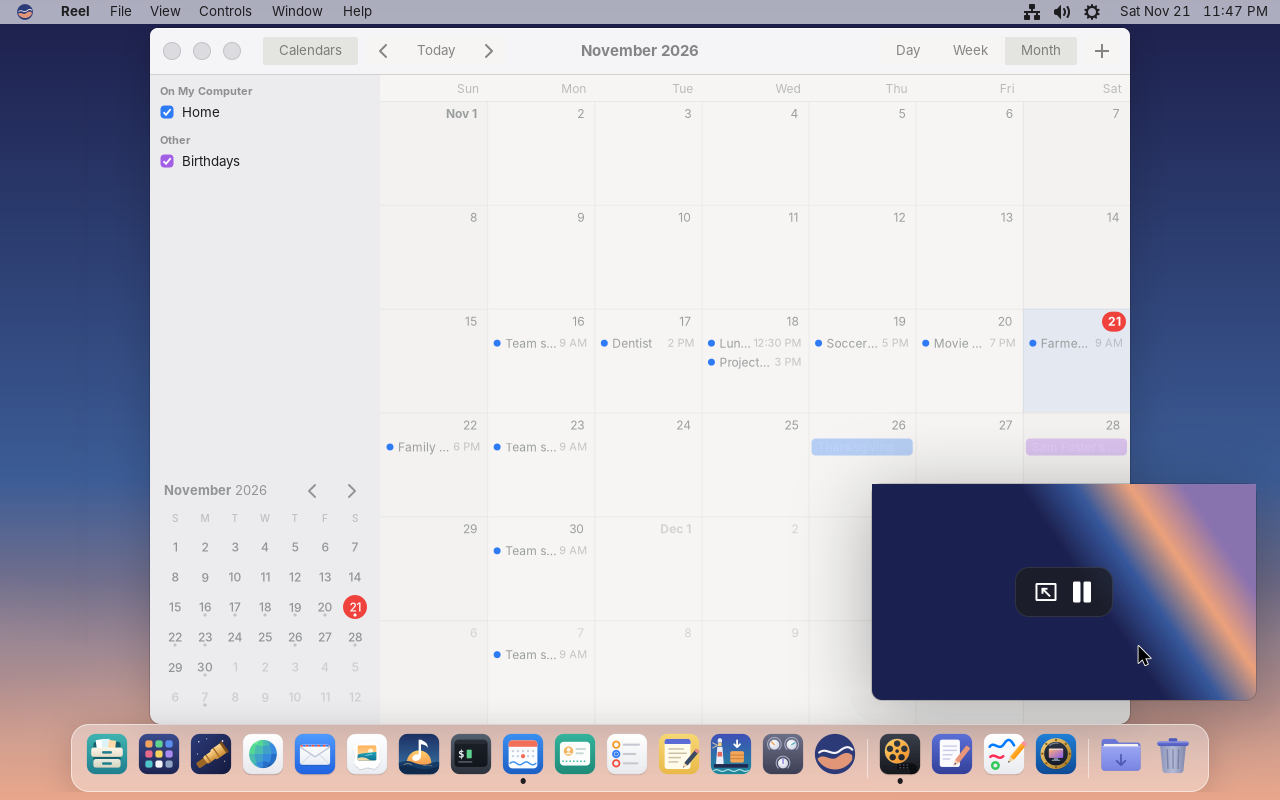 Reel File View Controls Window Help Sat Nov 21 11:47 PM
Calendars Today November 2026 Day Week Month
On My Computer
Home
Other
Birthdays
Sun Mon Tue Wed Thu Fri Sat
Nov 1 2 3 4 5 6 7
8 9 10 11 12 13 14
15 16 17 18 19 20 21
Team s... 9 AM Dentist 2 PM Lun... 12:30 PM Soccer... 5 PM Movie ... 7 PM Farme... 9 AM
Project... 3 PM
22 23 24 25 26 27 28
Family ... 6 PM Team s... 9 AM Thanksgiving
29 30 Dec 1 2
Team s... 9 AM
6 7 8 9
Team s... 9 AM
November 2026
S M T W T F S
1 2 3 4 5 6 7
8 9 10 11 12 13 14
15 16 17 18 19 20 21
22 23 24 25 26 27 28
29 30 1 2 3 4 5
6 7 8 9 10 11 12
$